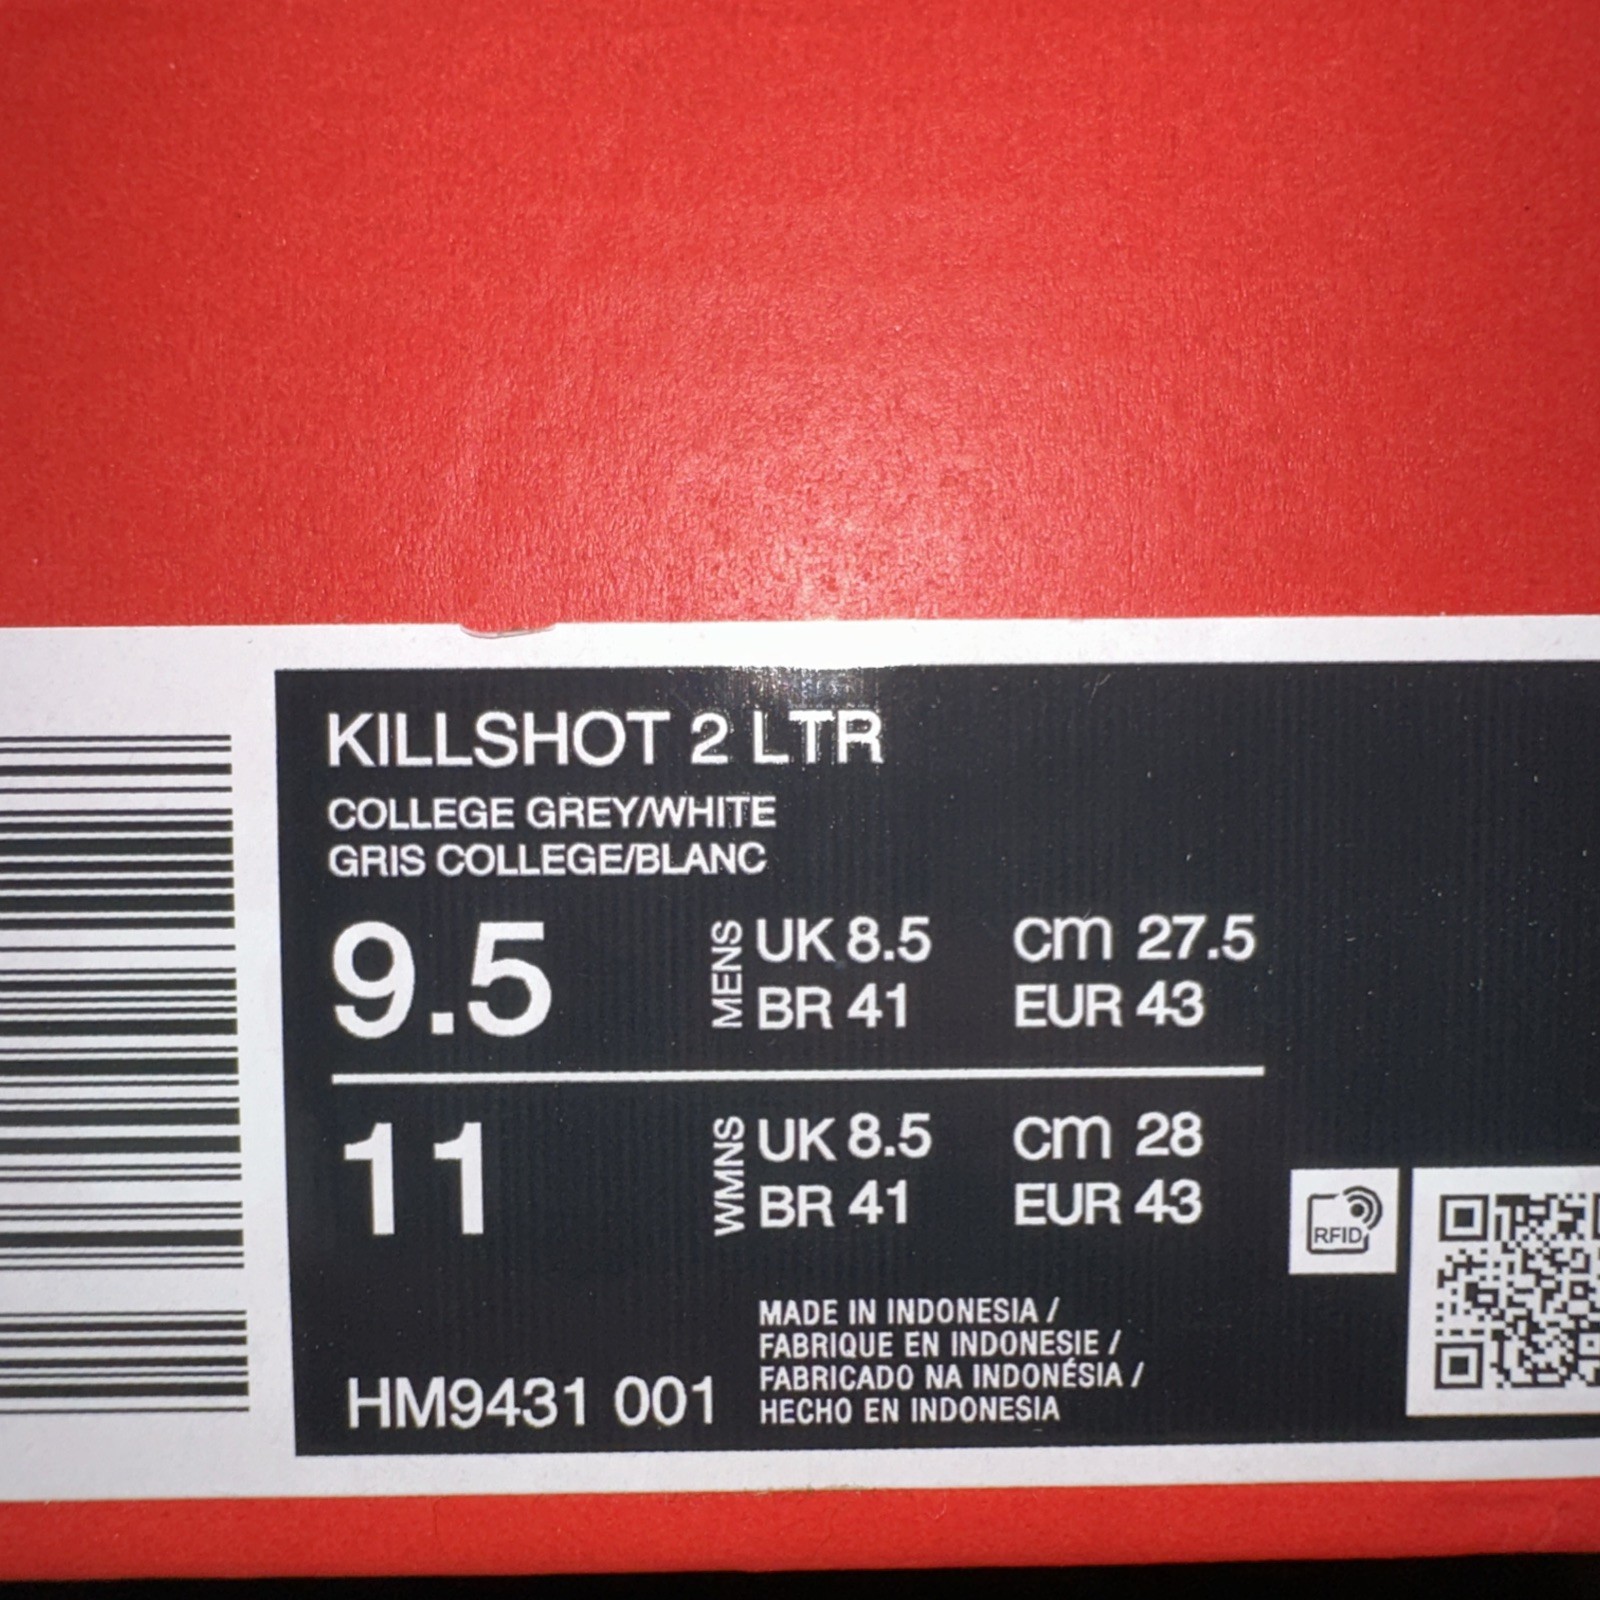 KILLSHOT 2 LTR
COLLEGE GREY/WHITE
GRIS COLLEGE/BLANC
9.5
MENS
UK 8.5 cm 27.5
BR 41 EUR 43
11
WMNS
UK 8.5 cm 28
BR 41 EUR 43
RFID
MADE IN INDONESIA /
FABRIQUE EN INDONESIE /
FABRICADO NA INDONÉSIA /
HECHO EN INDONESIA
HM9431 001